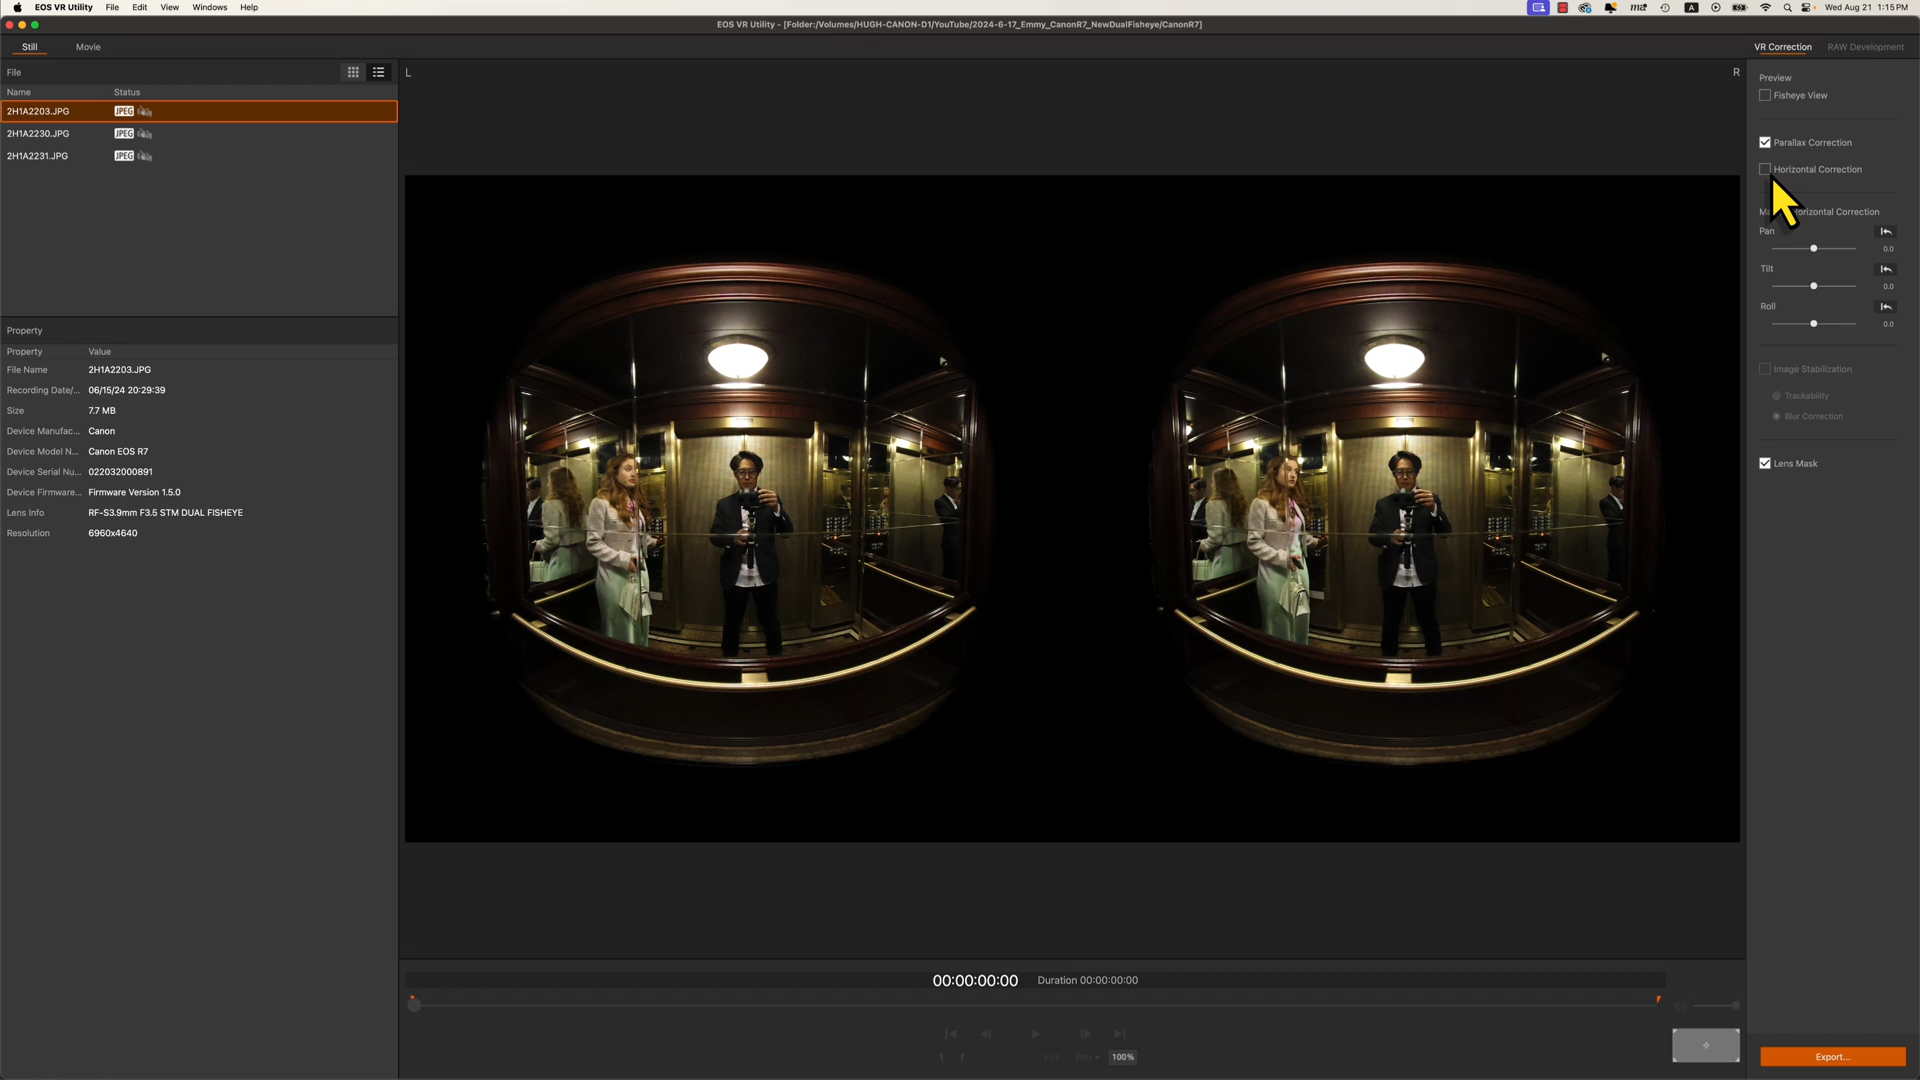 EOS VR Utility File Edit View Windows Help
Wed Aug 21 1:15 PM
EOS VR Utility - [Folder:/Volumes/HUGH-CANON-D1/YouTube/2024-6-17_Emmy_CanonR7_NewDualFisheye/CanonR7]
Still Movie
VR Correction RAW Development
File
L
R
Name Status
2H1A2203.JPG JPEG
2H1A2230.JPG JPEG
2H1A2231.JPG JPEG
Property
Property Value
File Name 2H1A2203.JPG
Recording Date/... 06/15/24 20:29:39
Size 7.7 MB
Device Manufac... Canon
Device Model N... Canon EOS R7
Device Serial Nu... 022032000891
Device Firmware... Firmware Version 1.5.0
Lens Info RF-S3.9mm F3.5 STM DUAL FISHEYE
Resolution 6960x4640
Preview
Fisheye View
Parallax Correction
Horizontal Correction
Horizontal Correction
Pan
0.0
Tilt
0.0
Roll
0.0
Image Stabilization
Trackability
Blur Correction
Lens Mask
00:00:00:00 Duration 00:00:00:00
100%
Export...